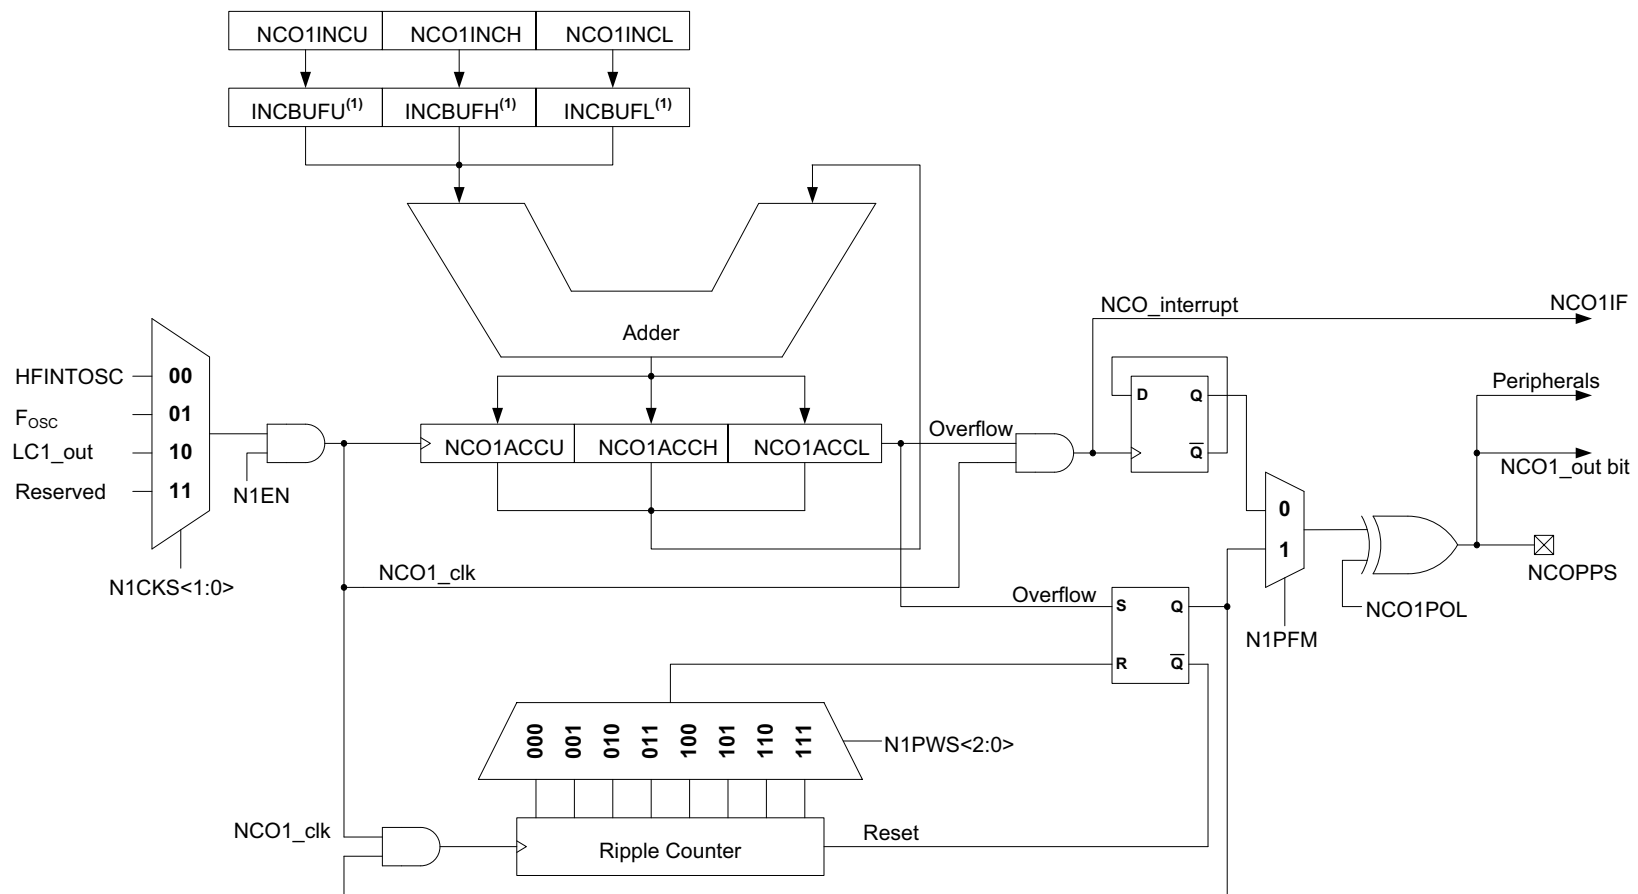 NCO1INCU NCO1INCH NCO1INCL
INCBUFU(1) INCBUFH(1) INCBUFL(1)
Adder
NCO_interrupt
NCO1IF
HFINTOSC
FOSC
LC1_out
Reserved
00
01
10
11
N1CKS<1:0>
N1EN
NCO1ACCU NCO1ACCH NCO1ACCL
Overflow
D Q
Q
Peripherals
NCO1_out bit
0
1
N1PFM
NCO1POL
NCOPPS
NCO1_clk
Overflow
S Q
R Q
000 001 010 011 100 101 110 111
N1PWS<2:0>
NCO1_clk
Ripple Counter
Reset